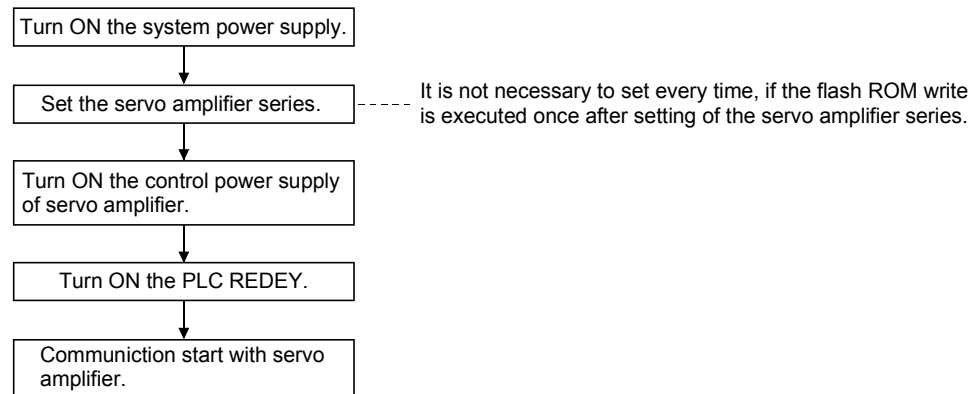 Turn ON the system power supply.
Set the servo amplifier series.
It is not necessary to set every time, if the flash ROM write
is executed once after setting of the servo amplifier series.
Turn ON the control power supply
of servo amplifier.
Turn ON the PLC REDEY.
Communiction start with servo
amplifier.